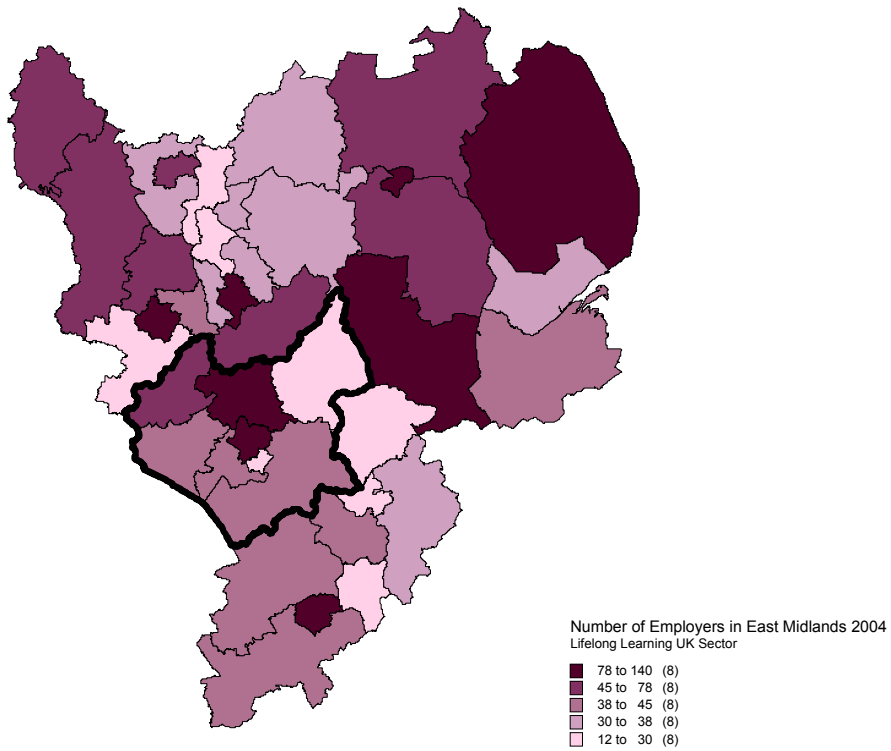 Number of Employers in East Midlands 2004
Lifelong Learning UK Sector
78 to 140 (8)
45 to 78 (8)
38 to 45 (8)
30 to 38 (8)
12 to 30 (8)